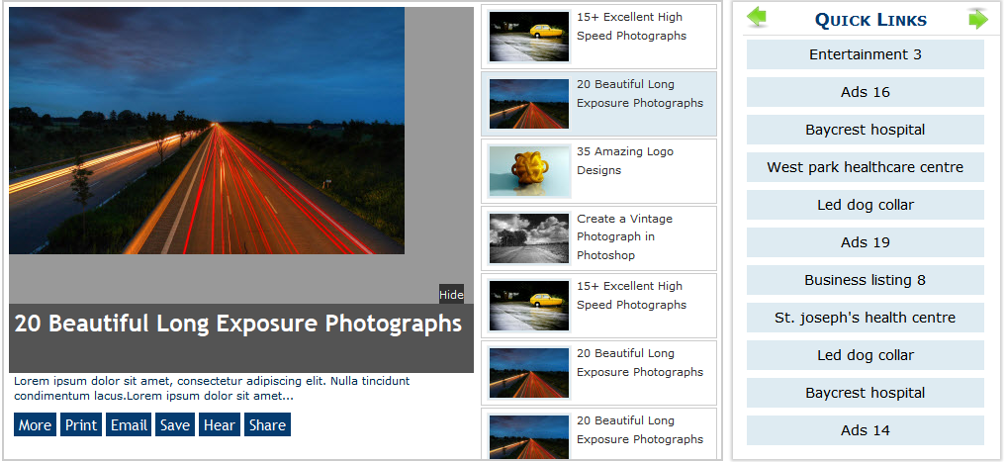 Hide
20 Beautiful Long Exposure Photographs
Lorem ipsum dolor sit amet, consectetur adipiscing elit. Nulla tincidunt
condimentum lacus.Lorem ipsum dolor sit amet...
More Print Email Save Hear Share
15+ Excellent High
Speed Photographs
20 Beautiful Long
Exposure Photographs
35 Amazing Logo
Designs
Create a Vintage
Photograph in
Photoshop
15+ Excellent High
Speed Photographs
20 Beautiful Long
Exposure Photographs
20 Beautiful Long
Exposure Photographs
Quick Links
Entertainment 3
Ads 16
Baycrest hospital
West park healthcare centre
Led dog collar
Ads 19
Business listing 8
St. joseph's health centre
Led dog collar
Baycrest hospital
Ads 14